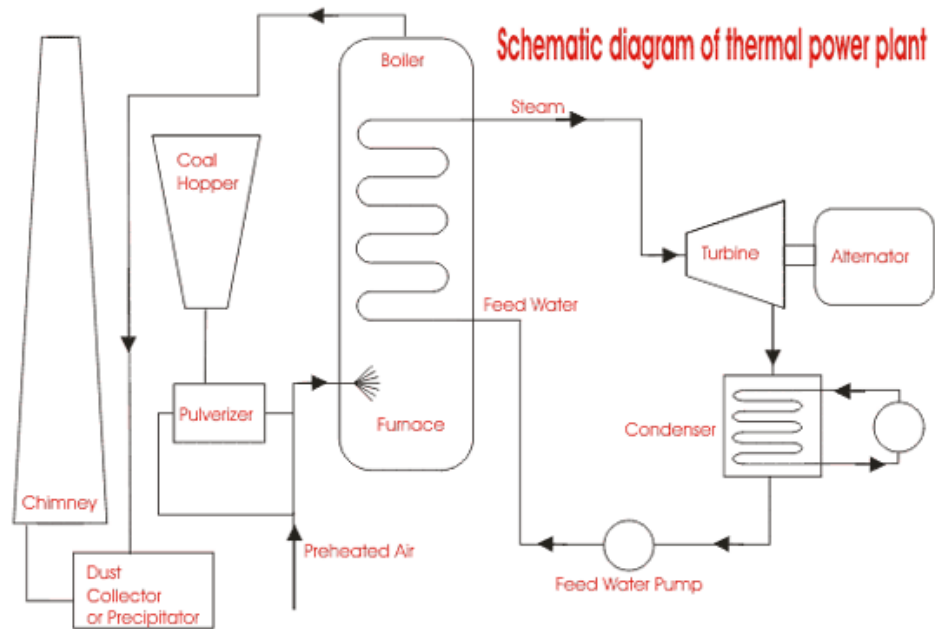 Schematic diagram of thermal power plant
Boiler
Steam
Coal
Hopper
Turbine
Alternator
Feed Water
Pulverizer
Furnace
Condenser
Chimney
Preheated Air
Feed Water Pump
Dust
Collector
or Precipitator